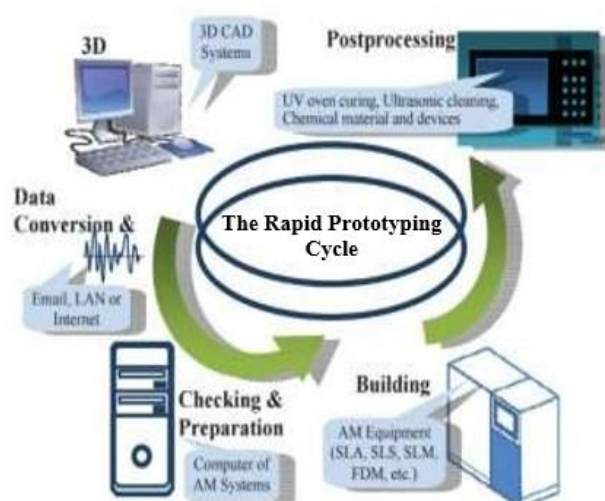 3D
3D CAD
Systems
Postprocessing
UV oven curing, Ultrasonic cleaning,
Chemical material and devices
Data
Conversion &
Email, LAN or
Internet
The Rapid Prototyping
Cycle
Checking &
Preparation
Computer of
AM Systems
Building
AM Equipment
(SLA, SLS, SLM,
FDM, etc.)